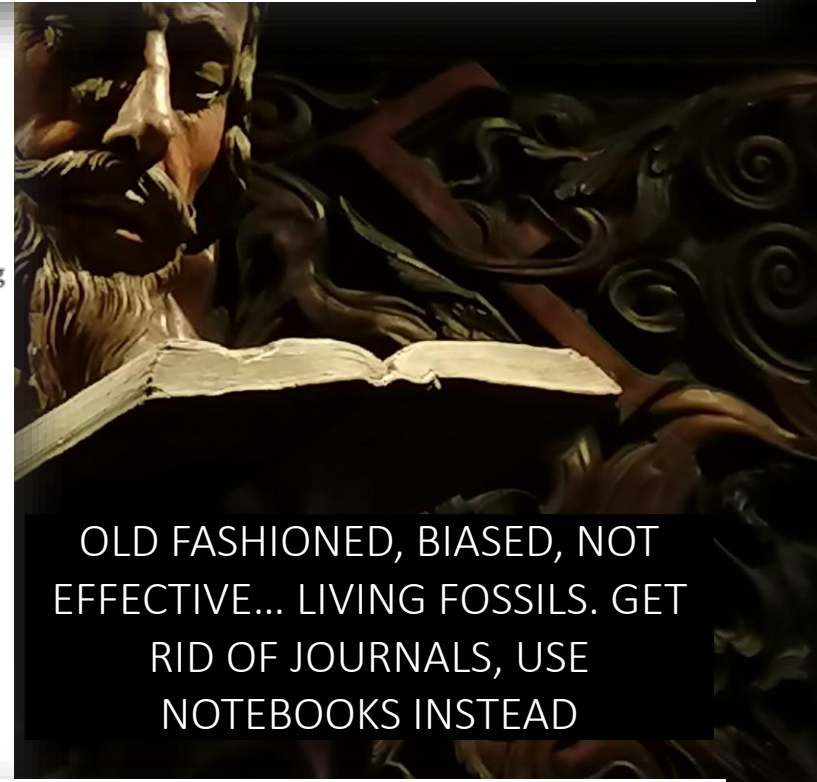 OLD FASHIONED, BIASED, NOT
EFFECTIVE... LIVING FOSSILS. GET
RID OF JOURNALS, USE
NOTEBOOKS INSTEAD